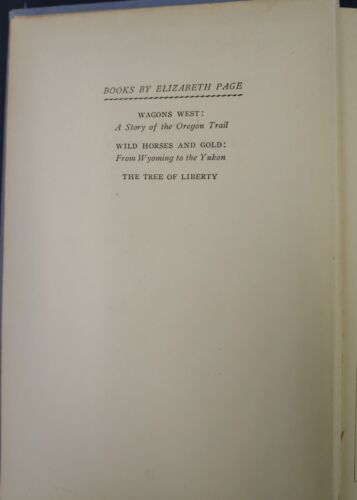 BOOKS BY ELIZABETH PAGE
WAGONS WEST:
A Story of the Oregon Trail
WILD HORSES AND GOLD:
From Wyoming to the Yukon
THE TREE OF LIBERTY